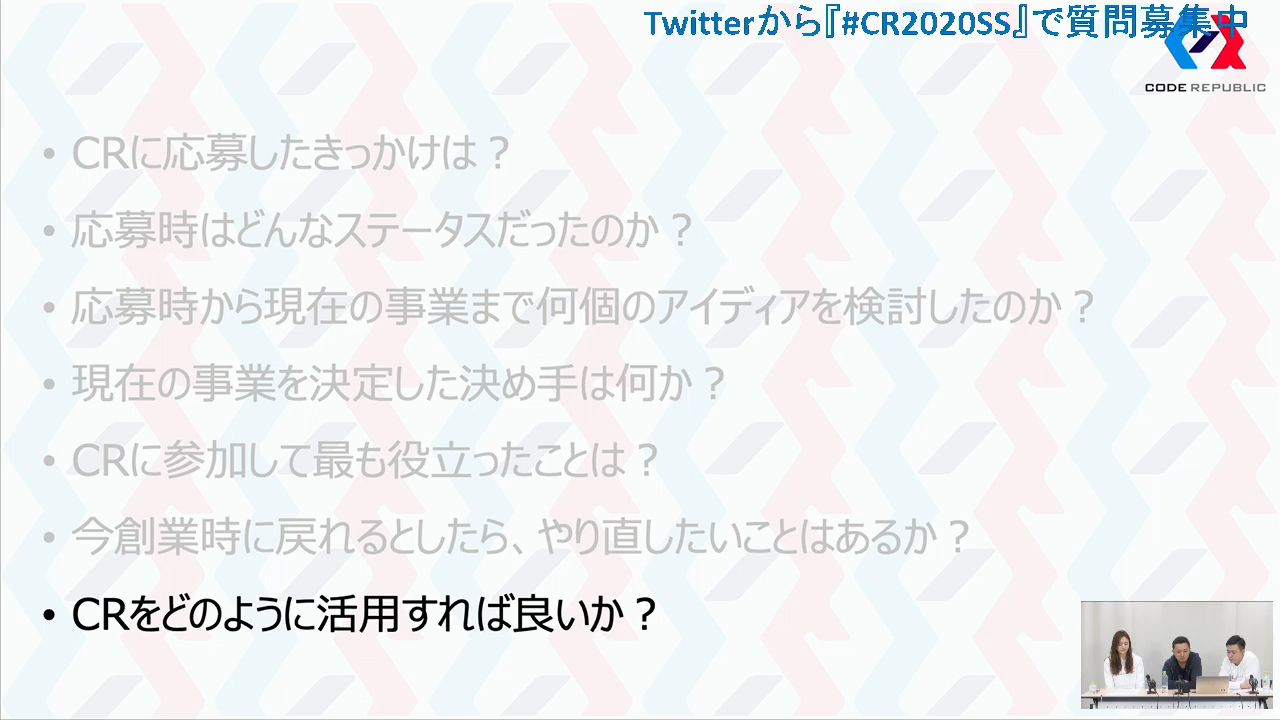 Twitterから『#CR2020SS』で質問募集中
CODE REPUBLIC
• CRに応募したきっかけは？
• 応募時はどんなステータスだったのか？
• 応募時から現在の事業まで何個のアイディアを検討したのか？
• 現在の事業を決定した決め手は何か？
• CRに参加して最も役立ったことは？
• 今創業時に戻れるとしたら、やり直したいことはあるか？
• CRをどのように活用すれば良いか？